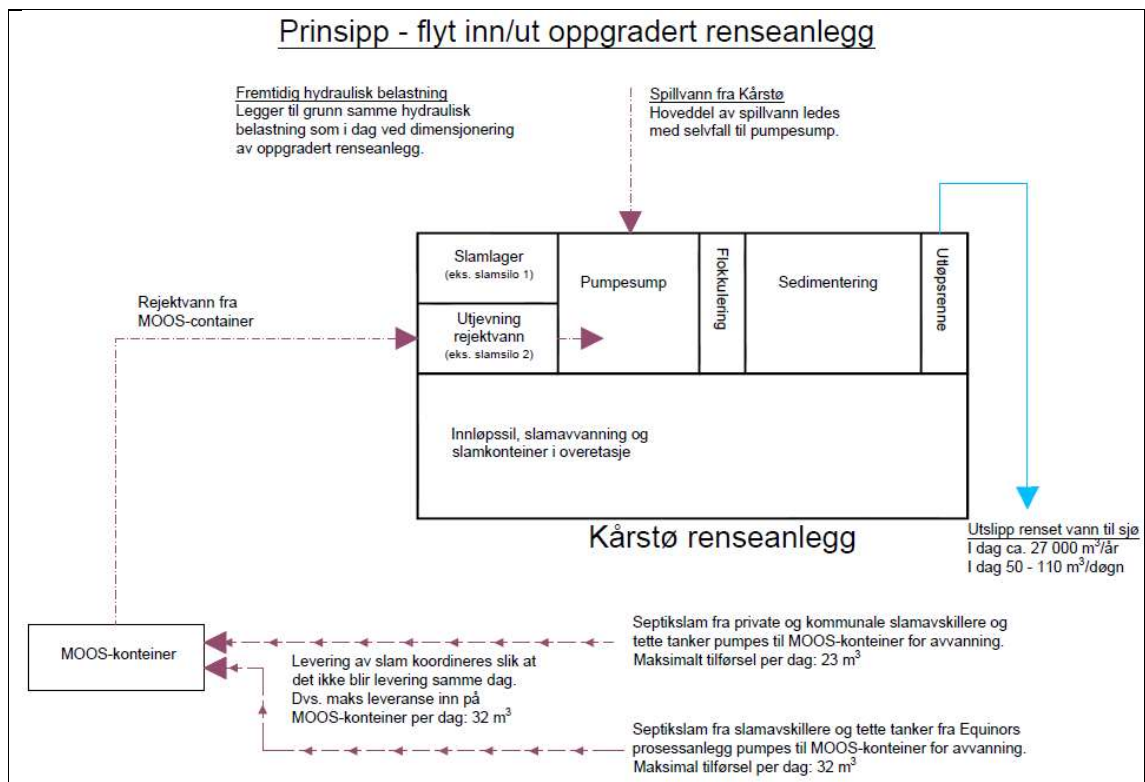 Prinsipp - flyt inn/ut oppgradert renseanlegg
Fremtidig hydraulisk belastning
Legger til grunn samme hydraulisk
belastning som i dag ved dimensjonering
av oppgradert renseanlegg.
Spillvann fra Kårstø
Hoveddel av spillvann ledes
med selvfall til pumpesump.
Slamlager
(eks. slamsilo 1)
Utjevning
rejektvann
(eks. slamsilo 2)
Pumpesump
Flokkulering
Sedimentering
Utløpsrenne
Rejektvann fra
MOOS-container
Innløpssil, slamavvanning og
slamkonteiner i overetasje
Kårstø renseanlegg
Utslipp renset vann til sjø
I dag ca. 27 000 m³/år
I dag 50 - 110 m³/døgn
MOOS-konteiner
Levering av slam koordineres slik at
det ikke blir levering samme dag.
Dvs. maks leveranse inn på
MOOS-konteiner per dag: 32 m³
Septikslam fra private og kommunale slamavskillere og
tette tanker pumpes til MOOS-konteiner for avvanning.
Maksimalt tilførsel per dag: 23 m³
Septikslam fra slamavskillere og tette tanker fra Equinors
prosessanlegg pumpes til MOOS-konteiner for avvanning.
Maksimal tilførsel per dag: 32 m³